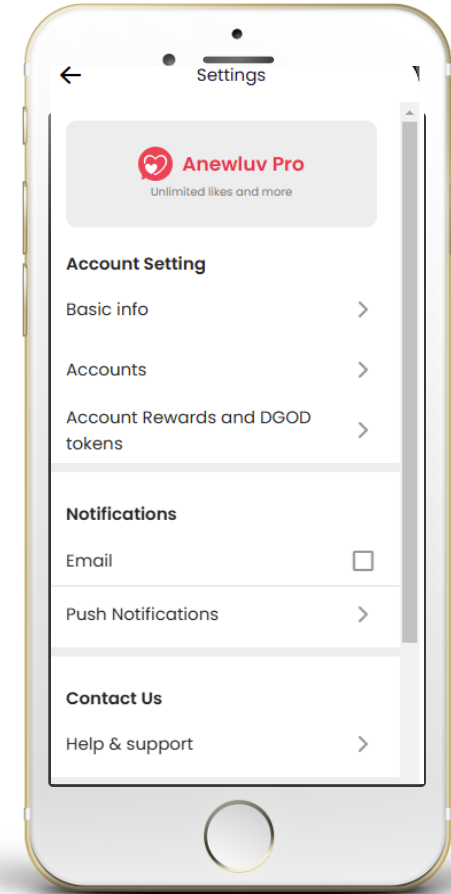 Settings
Anewluv Pro
Unlimited likes and more
Account Setting
Basic info
Accounts
Account Rewards and DGOD
tokens
Notifications
Email
Push Notifications
Contact Us
Help & support